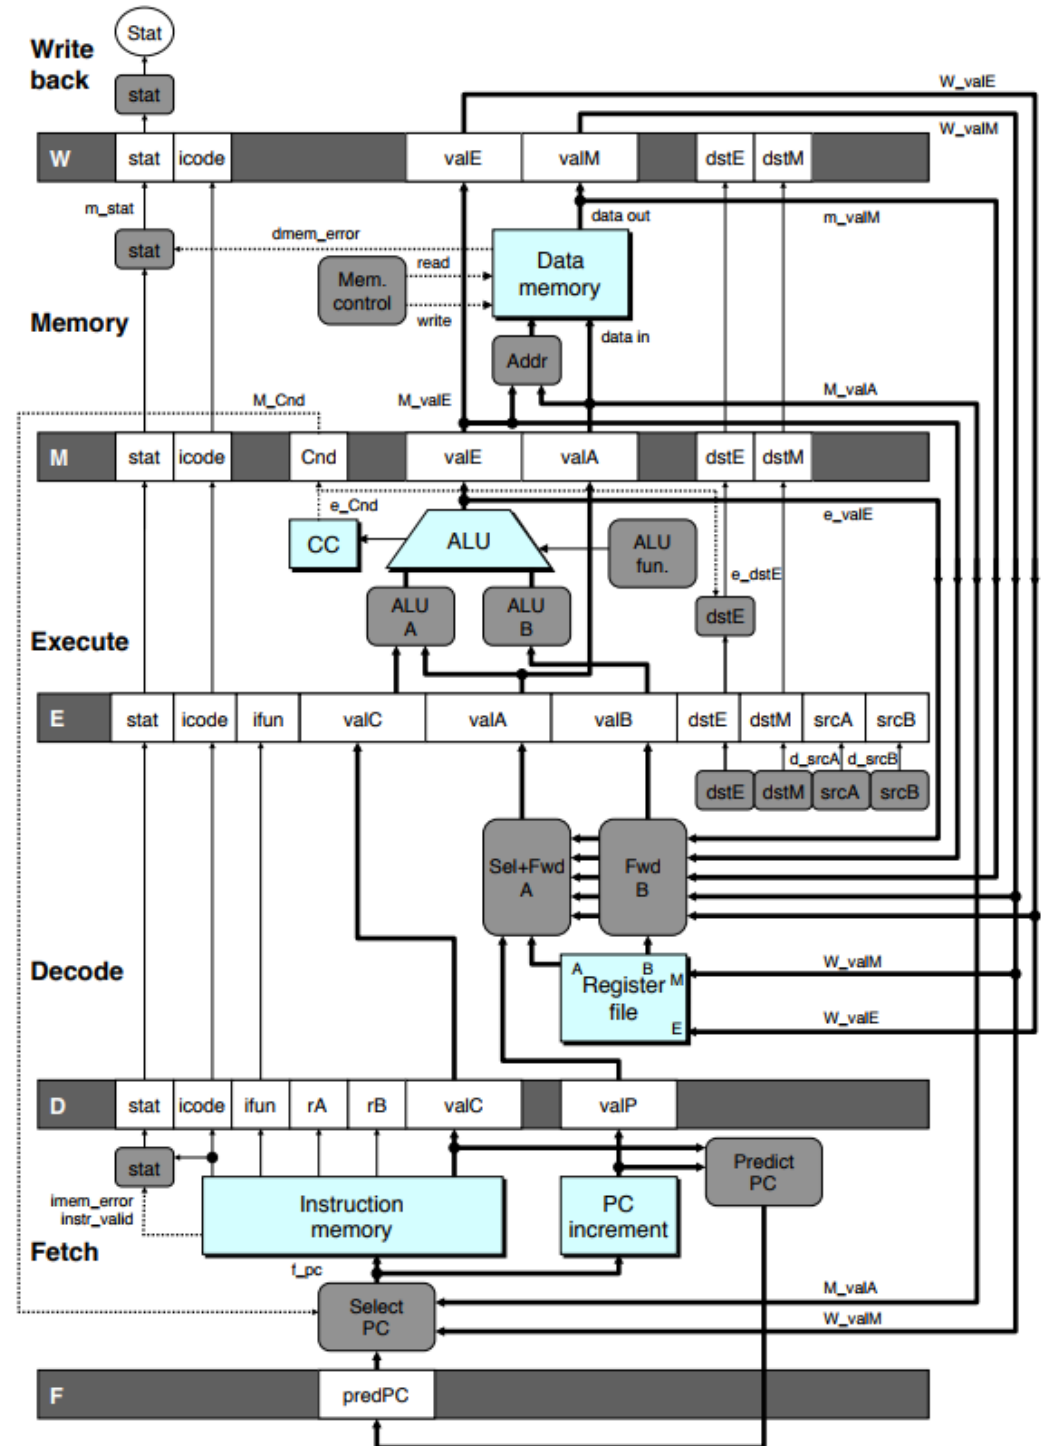 Stat
Write
back
stat
W_valE
W_valM
W
stat
icode
valE
valM
dstE
dstM
m_stat
data out
m_valM
stat
dmem_error
read
Mem.
control
write
Data
memory
Memory
data in
Addr
M_Cnd
M_valE
M_valA
M
stat
icode
Cnd
valE
valA
dstE
dstM
e_Cnd
e_valE
CC
ALU
ALU
fun.
e_dstE
ALU
A
ALU
B
dstE
Execute
E
stat
icode
ifun
valC
valA
valB
dstE
dstM
srcA
srcB
d_srcA
d_srcB
dstE
dstM
srcA
srcB
Sel+Fwd
A
Fwd
B
Decode
A
B
Register
file
M
E
W_valM
W_valE
D
stat
icode
ifun
rA
rB
valC
valP
stat
Predict
PC
imem_error
instr_valid
Instruction
memory
PC
increment
Fetch
f_pc
Select
PC
M_valA
W_valM
F
predPC